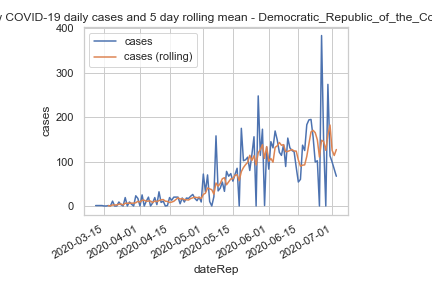 COVID-19 daily cases and 5 day rolling mean -
cases
cases (rolling)
cases
400
300
200
100
0
2020-03-15
2020-04-01
2020-04-15
2020-05-01
2020-05-15
2020-06-01
2020-06-15
2020-07-01
dateRep